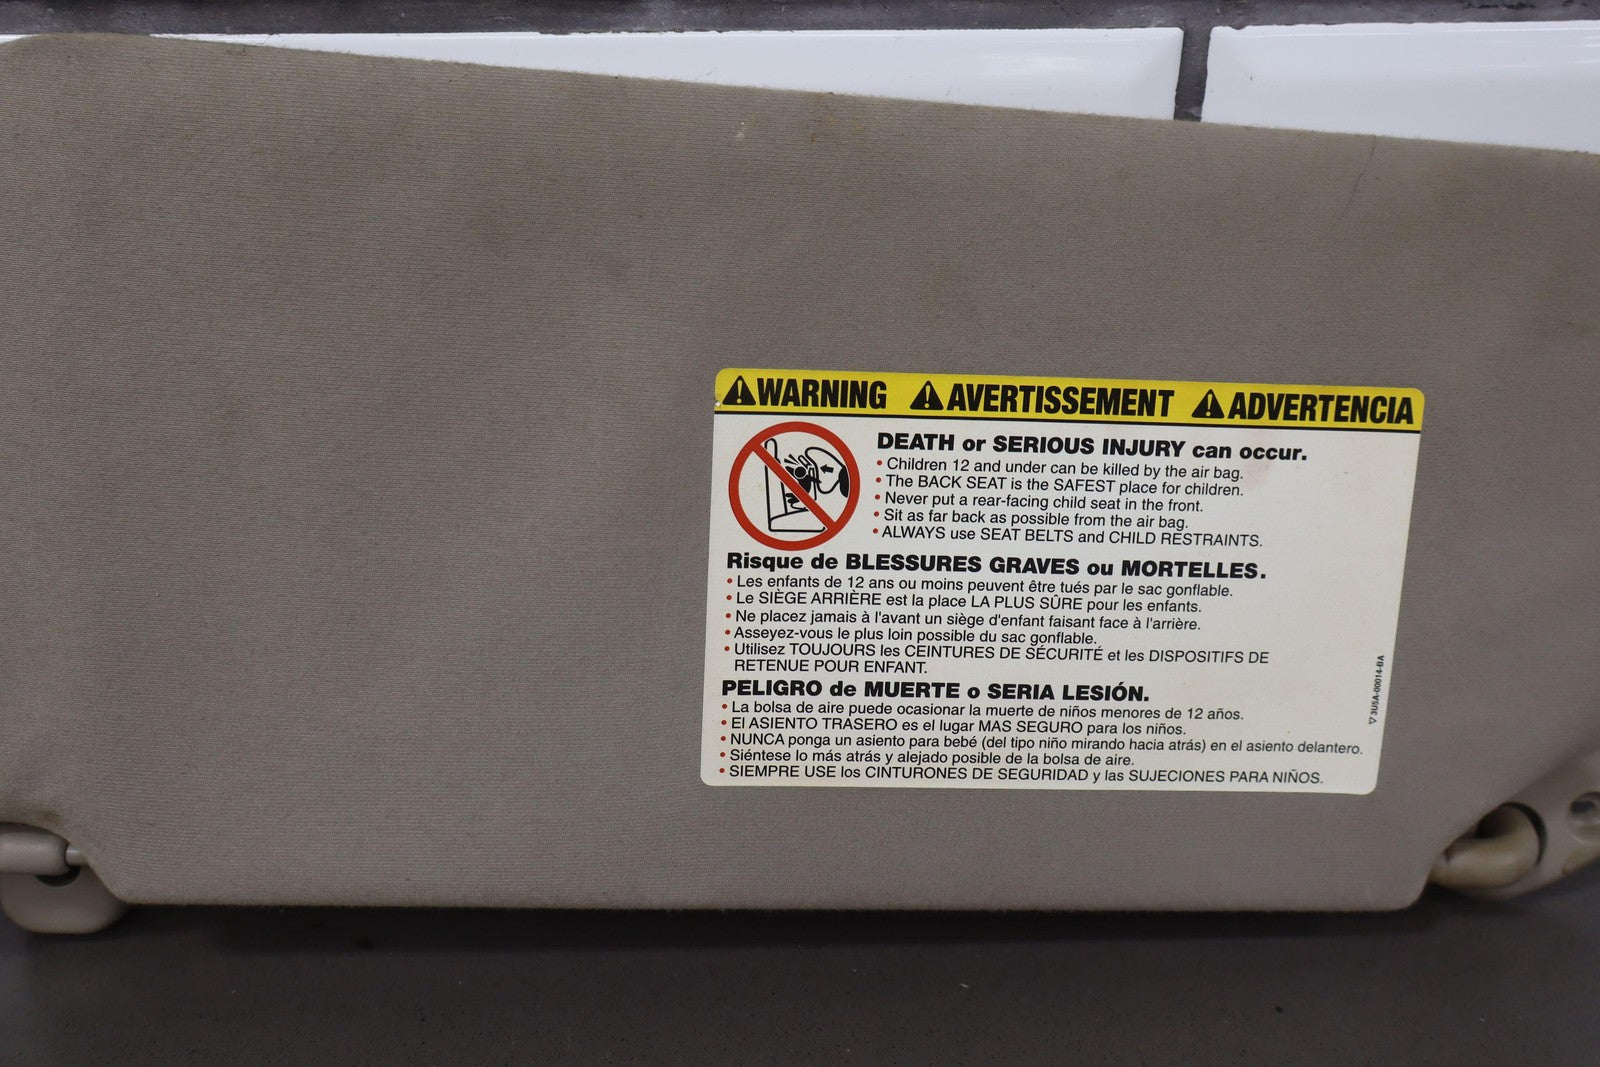 WARNING AVERTISSEMENT ADVERTENCIA
DEATH or SERIOUS INJURY can occur.
• Children 12 and under can be killed by the air bag.
• The BACK SEAT is the SAFEST place for children.
• Never put a rear-facing child seat in the front.
• Sit as far back as possible from the air bag.
• ALWAYS use SEAT BELTS and CHILD RESTRAINTS.
Risque de BLESSURES GRAVES ou MORTELLES.
• Les enfants de 12 ans ou moins peuvent être tués par le sac gonflable.
• Le SIÈGE ARRIÈRE est la place LA PLUS SÛRE pour les enfants.
• Ne placez jamais à l'avant un siège d'enfant faisant face à l'arrière.
• Asseyez-vous le plus loin possible du sac gonflable.
• Utilisez TOUJOURS les CEINTURES DE SÉCURITÉ et les DISPOSITIFS DE
RETENUE POUR ENFANT.
PELIGRO de MUERTE o SERIA LESIÓN.
• La bolsa de aire puede ocasionar la muerte de niños menores de 12 años.
• El ASIENTO TRASERO es el lugar MAS SEGURO para los niños.
• NUNCA ponga un asiento para bebé (del tipo niño mirando hacia atrás) en el asiento delantero.
• Siéntese lo más atrás y alejado posible de la bolsa de aire.
• SIEMPRE USE los CINTURONES DE SEGURIDAD y las SUJECIONES PARA NIÑOS.
3U5A-00014-BA